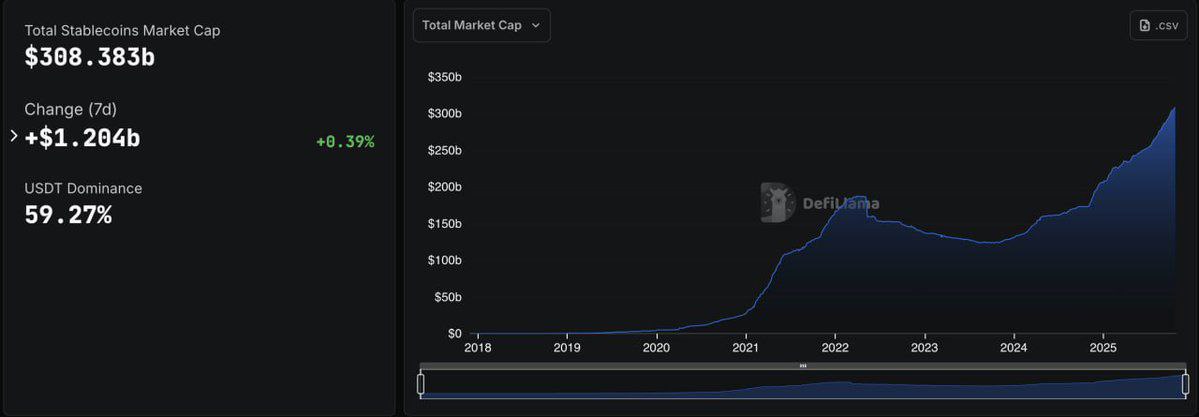 Total Stablecoins Market Cap
$308.383b
Change (7d)
+$1.204b
+0.39%
USDT Dominance
59.27%
Total Market Cap
.csv
$350b
$300b
$250b
$200b
$150b
$100b
$50b
$0
DefiLlama
2018 2019 2020 2021 2022 2023 2024 2025